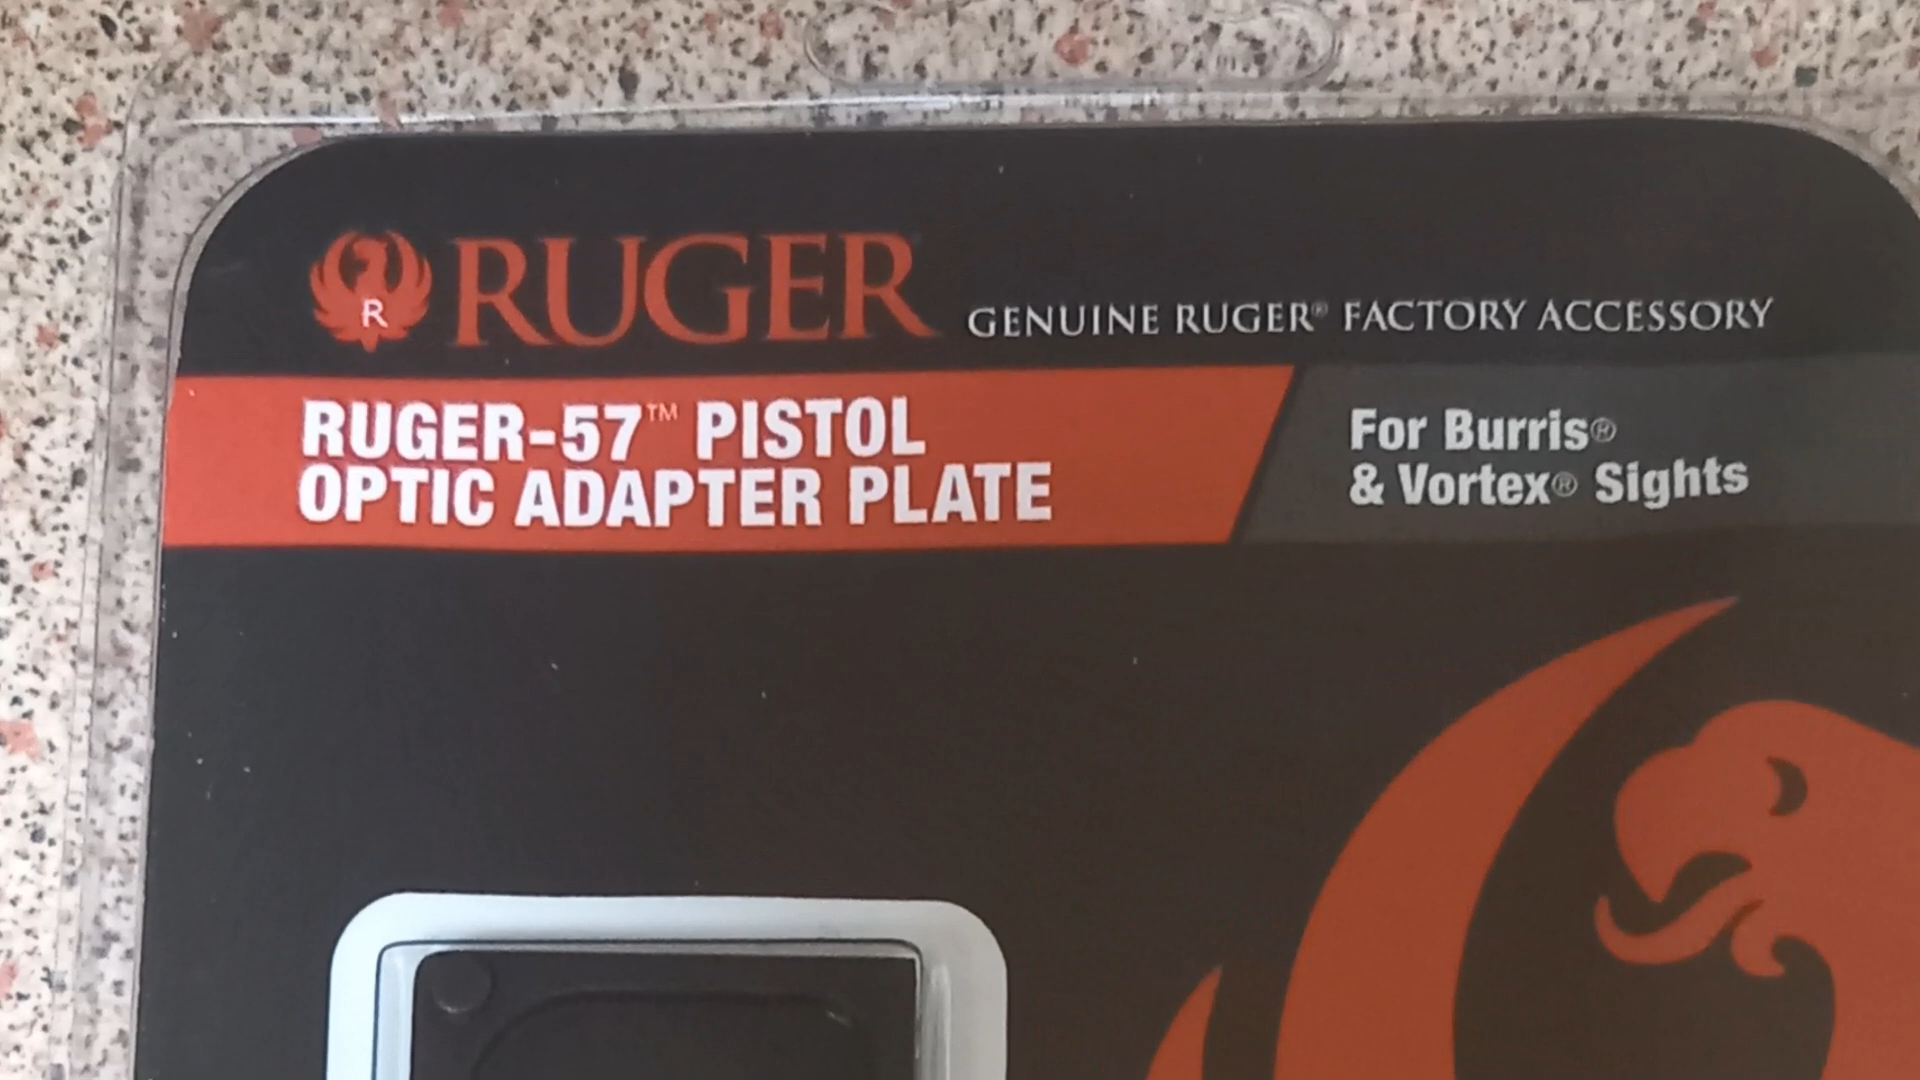 R RUGER GENUINE RUGER® FACTORY ACCESSORY
RUGER-57™ PISTOL
OPTIC ADAPTER PLATE
For Burris®
& Vortex® Sights